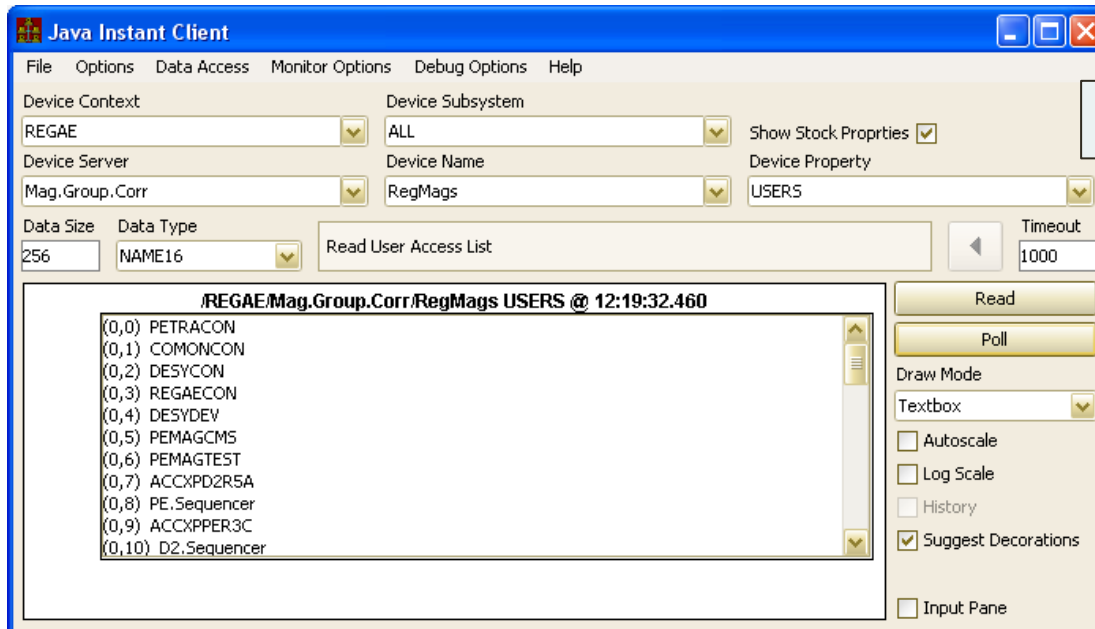 Java Instant Client
File Options Data Access Monitor Options Debug Options Help
Device Context Device Subsystem
REGAE ALL Show Stock Proprties
Device Server Device Name Device Property
Mag.Group.Corr RegMags USERS
Data Size Data Type Timeout
256 NAME16 Read User Access List 1000
/REGAE/Mag.Group.Corr/RegMags USERS @ 12:19:32.460
(0,0) PETRACON
(0,1) COMONCON
(0,2) DESYCON
(0,3) REGAECON
(0,4) DESYDEV
(0,5) PEMAGCMS
(0,6) PEMAGTEST
(0,7) ACCXPD2R5A
(0,8) PE.Sequencer
(0,9) ACCXPPER3C
(0,10) D2.Sequencer
Read
Poll
Draw Mode
Textbox
Autoscale
Log Scale
History
Suggest Decorations
Input Pane